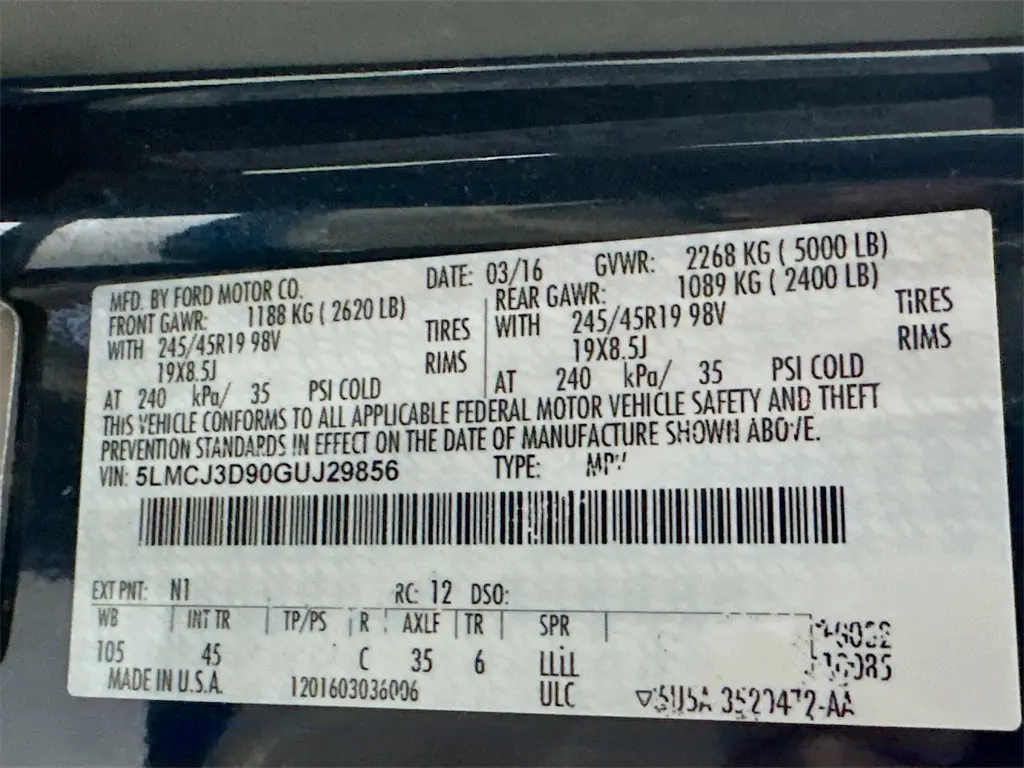 MFD. BY FORD MOTOR CO. DATE: 03/16 GVWR: 2268 KG ( 5000 LB)
FRONT GAWR: 1188 KG ( 2620 LB) REAR GAWR: 1089 KG ( 2400 LB)
WITH 245/45R19 98V TIRES WITH 245/45R19 98V TIRES
19X8.5J RIMS 19X8.5J RIMS
AT 240 kPa/ 35 PSI COLD AT 240 kPa/ 35 PSI COLD
THIS VEHICLE CONFORMS TO ALL APPLICABLE FEDERAL MOTOR VEHICLE SAFETY AND THEFT
PREVENTION STANDARDS IN EFFECT ON THE DATE OF MANUFACTURE SHOWN ABOVE.
VIN: 5LMCJ3D90GUJ29856 TYPE: MPV
EXT PNT: N1 RC: 12 DSO:
WB INT TR TP/PS R AXLE TR SPR
105 45 C 35 6 LLLL
MADE IN U.S.A. 1201603036006 ULC